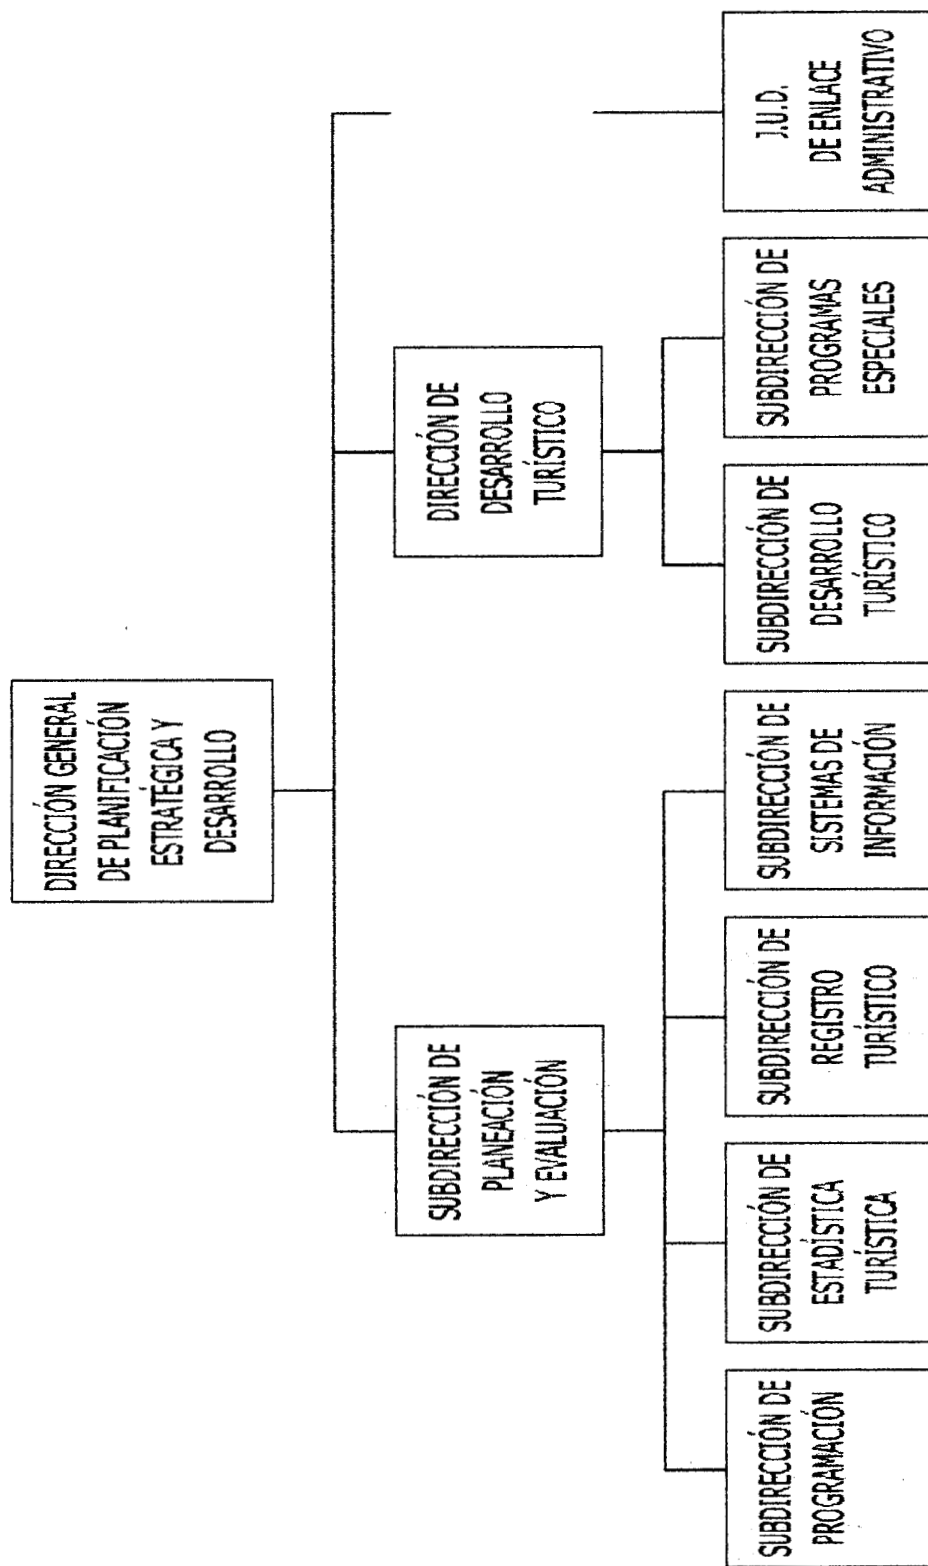 DIRECCIÓN GENERAL
DE PLANIFICACIÓN
ESTRATÉGICA Y
DESARROLLO
SUBDIRECCIÓN DE
PLANEACIÓN
Y EVALUACIÓN
DIRECCIÓN DE
DESARROLLO
TURÍSTICO
SUBDIRECCIÓN DE
PROGRAMACIÓN
SUBDIRECCIÓN DE
ESTADÍSTICA
TURÍSTICA
SUBDIRECCIÓN DE
REGISTRO
TURÍSTICO
SUBDIRECCIÓN DE
SISTEMAS DE
INFORMACIÓN
SUBDIRECCIÓN DE
DESARROLLO
TURÍSTICO
SUBDIRECCIÓN DE
PROGRAMAS
ESPECIALES
J.U.D.
DE ENLACE
ADMINISTRATIVO